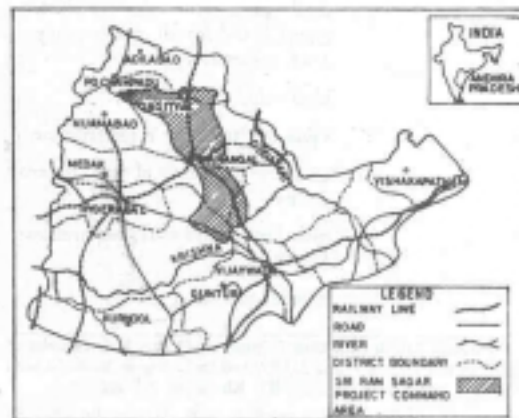 INDIA
ANDHRA
PRADESH
ADILABAD
NIZAMABAD
MEDAK
WARANGAL
VISHAKAPATNAM
HYDERABAD
KRISHNA
VIJAYWADA
GUNTUR
KURNOOL
LEGEND
RAILWAY LINE
ROAD
RIVER
DISTRICT BOUNDARY
SRI RAM SAGAR
PROJECT COMMAND
AREA